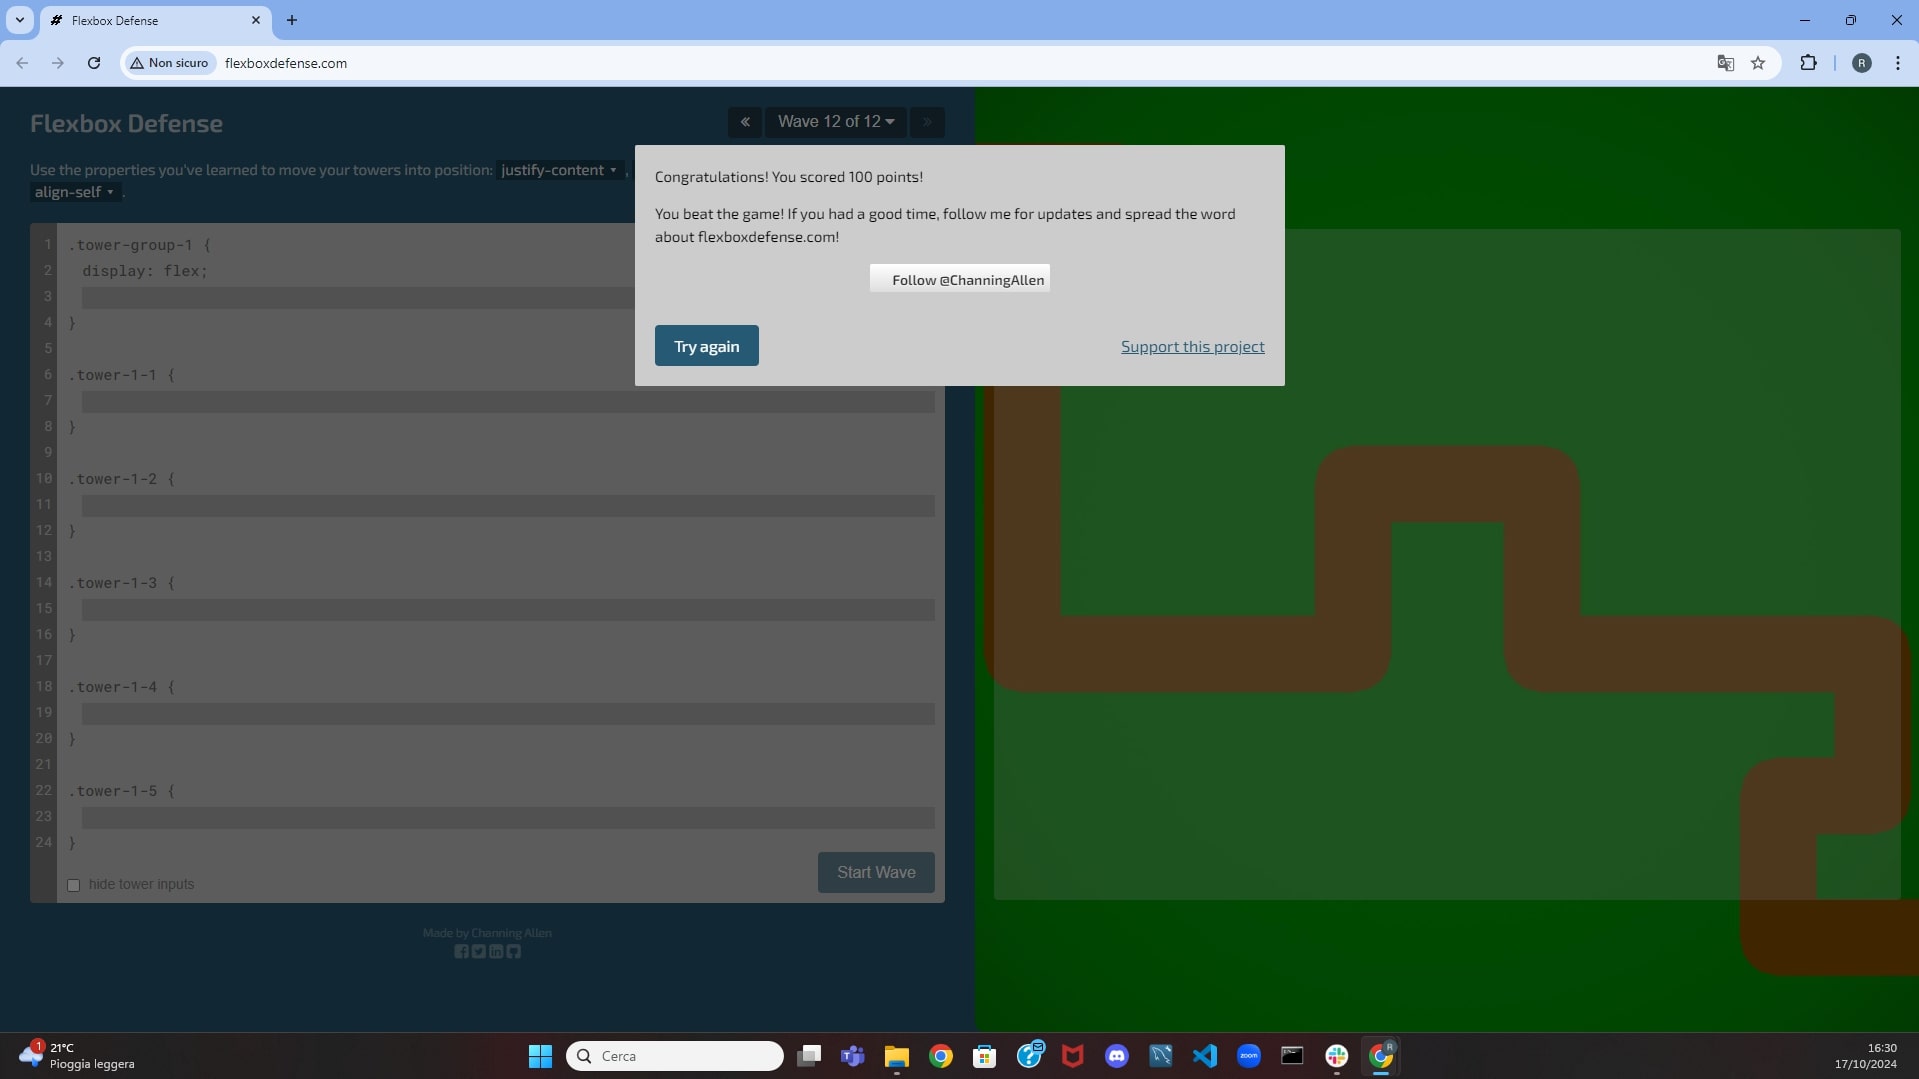 Flexbox Defense
Non sicuro
flexboxdefense.com
R
Flexbox Defense
« Wave 12 of 12 »
Use the properties you've learned to move your towers into position: justify-content ,
align-self .
Congratulations! You scored 100 points!
You beat the game! If you had a good time, follow me for updates and spread the word
about flexboxdefense.com!
Follow @ChanningAllen
Try again
Support this project
1 .tower-group-1 {
2 display: flex;
3
4 }
5
6 .tower-1-1 {
7
8 }
9
10 .tower-1-2 {
11
12 }
13
14 .tower-1-3 {
15
16 }
17
18 .tower-1-4 {
19
20 }
21
22 .tower-1-5 {
23
24 }
hide tower inputs
Start Wave
Made by Channing Allen
1
21°C
Pioggia leggera
Cerca
zoom
R
16:30
17/10/2024